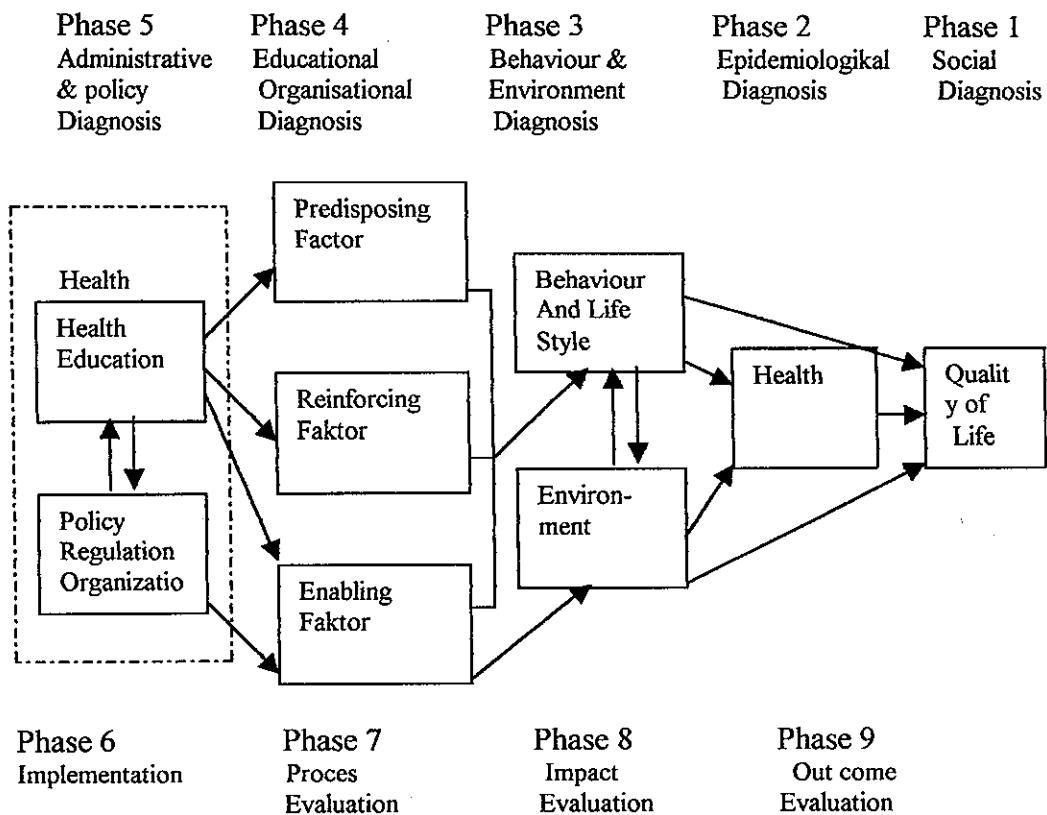 Phase 5
Administrative
& policy
Diagnosis
Phase 4
Educational
Organisational
Diagnosis
Phase 3
Behaviour &
Environment
Diagnosis
Phase 2
Epidemiologikal
Diagnosis
Phase 1
Social
Diagnosis
Health
Health
Education
Policy
Regulation
Organizatio
Predisposing
Factor
Reinforcing
Faktor
Enabling
Faktor
Behaviour
And Life
Style
Environ-
ment
Health
Qualit
y of
Life
Phase 6
Implementation
Phase 7
Proces
Evaluation
Phase 8
Impact
Evaluation
Phase 9
Out come
Evaluation